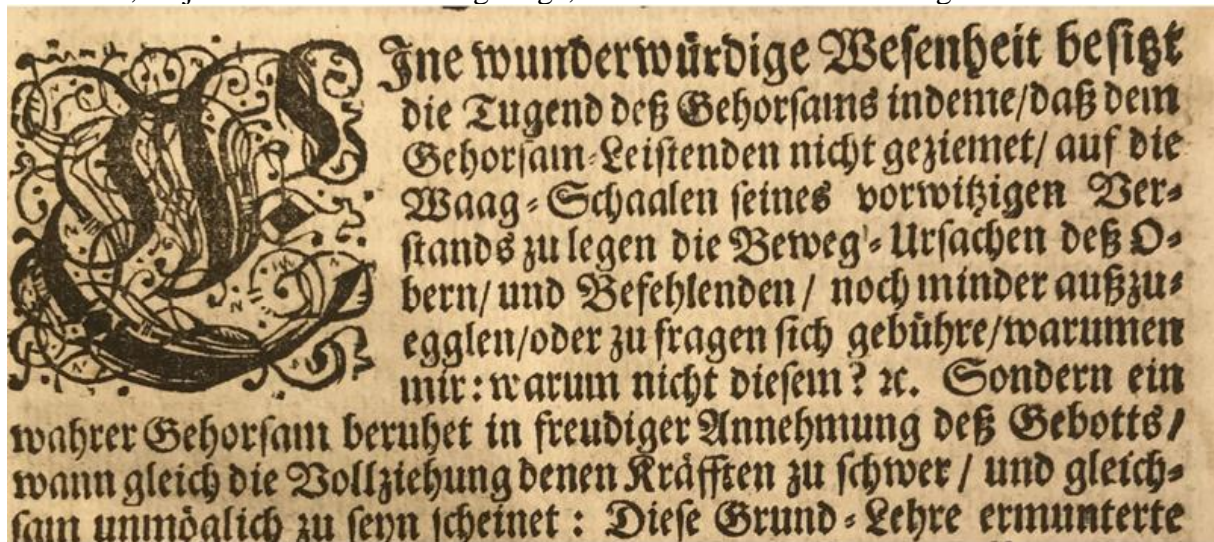 EJne wunderwürdige Weſenheit beſitzt
die Tugend deß Gehorſams indeme/daß dem
Gehorſam-Leiſtenden nicht geziemet/ auf die
Waag-Schaalen ſeines vorwitzigen Ver-
ſtands zu legen die Beweg-Urſachen deß O-
bern/ und Befehlenden / noch minder außzu-
egglen/oder zu fragen ſich gebühre/warumen
mir: warum nicht dieſem? ꝛc. Sondern ein
wahrer Gehorſam beruhet in freudiger Annehmung deß Gebotts/
wann gleich die Vollziehung denen Kräfften zu ſchwer / und gleich-
ſam unmöglich zu ſeyn ſcheinet : Dieſe Grund-Lehre ermunterte